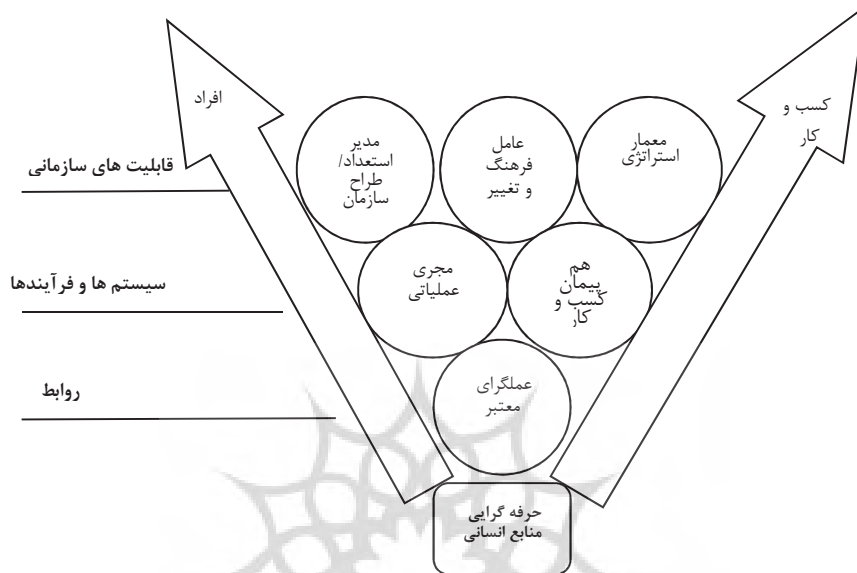 کسب و
کار
افراد
معمار
استراتژی
عامل
فرهنگ
و تغییر
مدیر
استعداد/
طراح
سازمان
قابلیت های سازمانی
هم
پیمان
کسب و
کار
مجری
عملیاتی
سیستم ها و فرآیندها
عملگرای
معتبر
روابط
حرفه گرایی
منابع انسانی